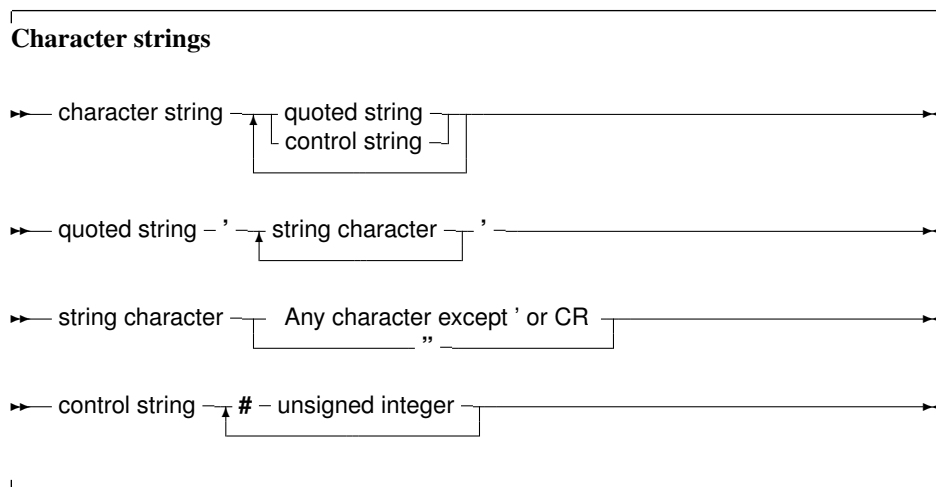 Character strings
character string quoted string
control string
quoted string ' string character '
string character Any character except ' or CR
''
control string # unsigned integer